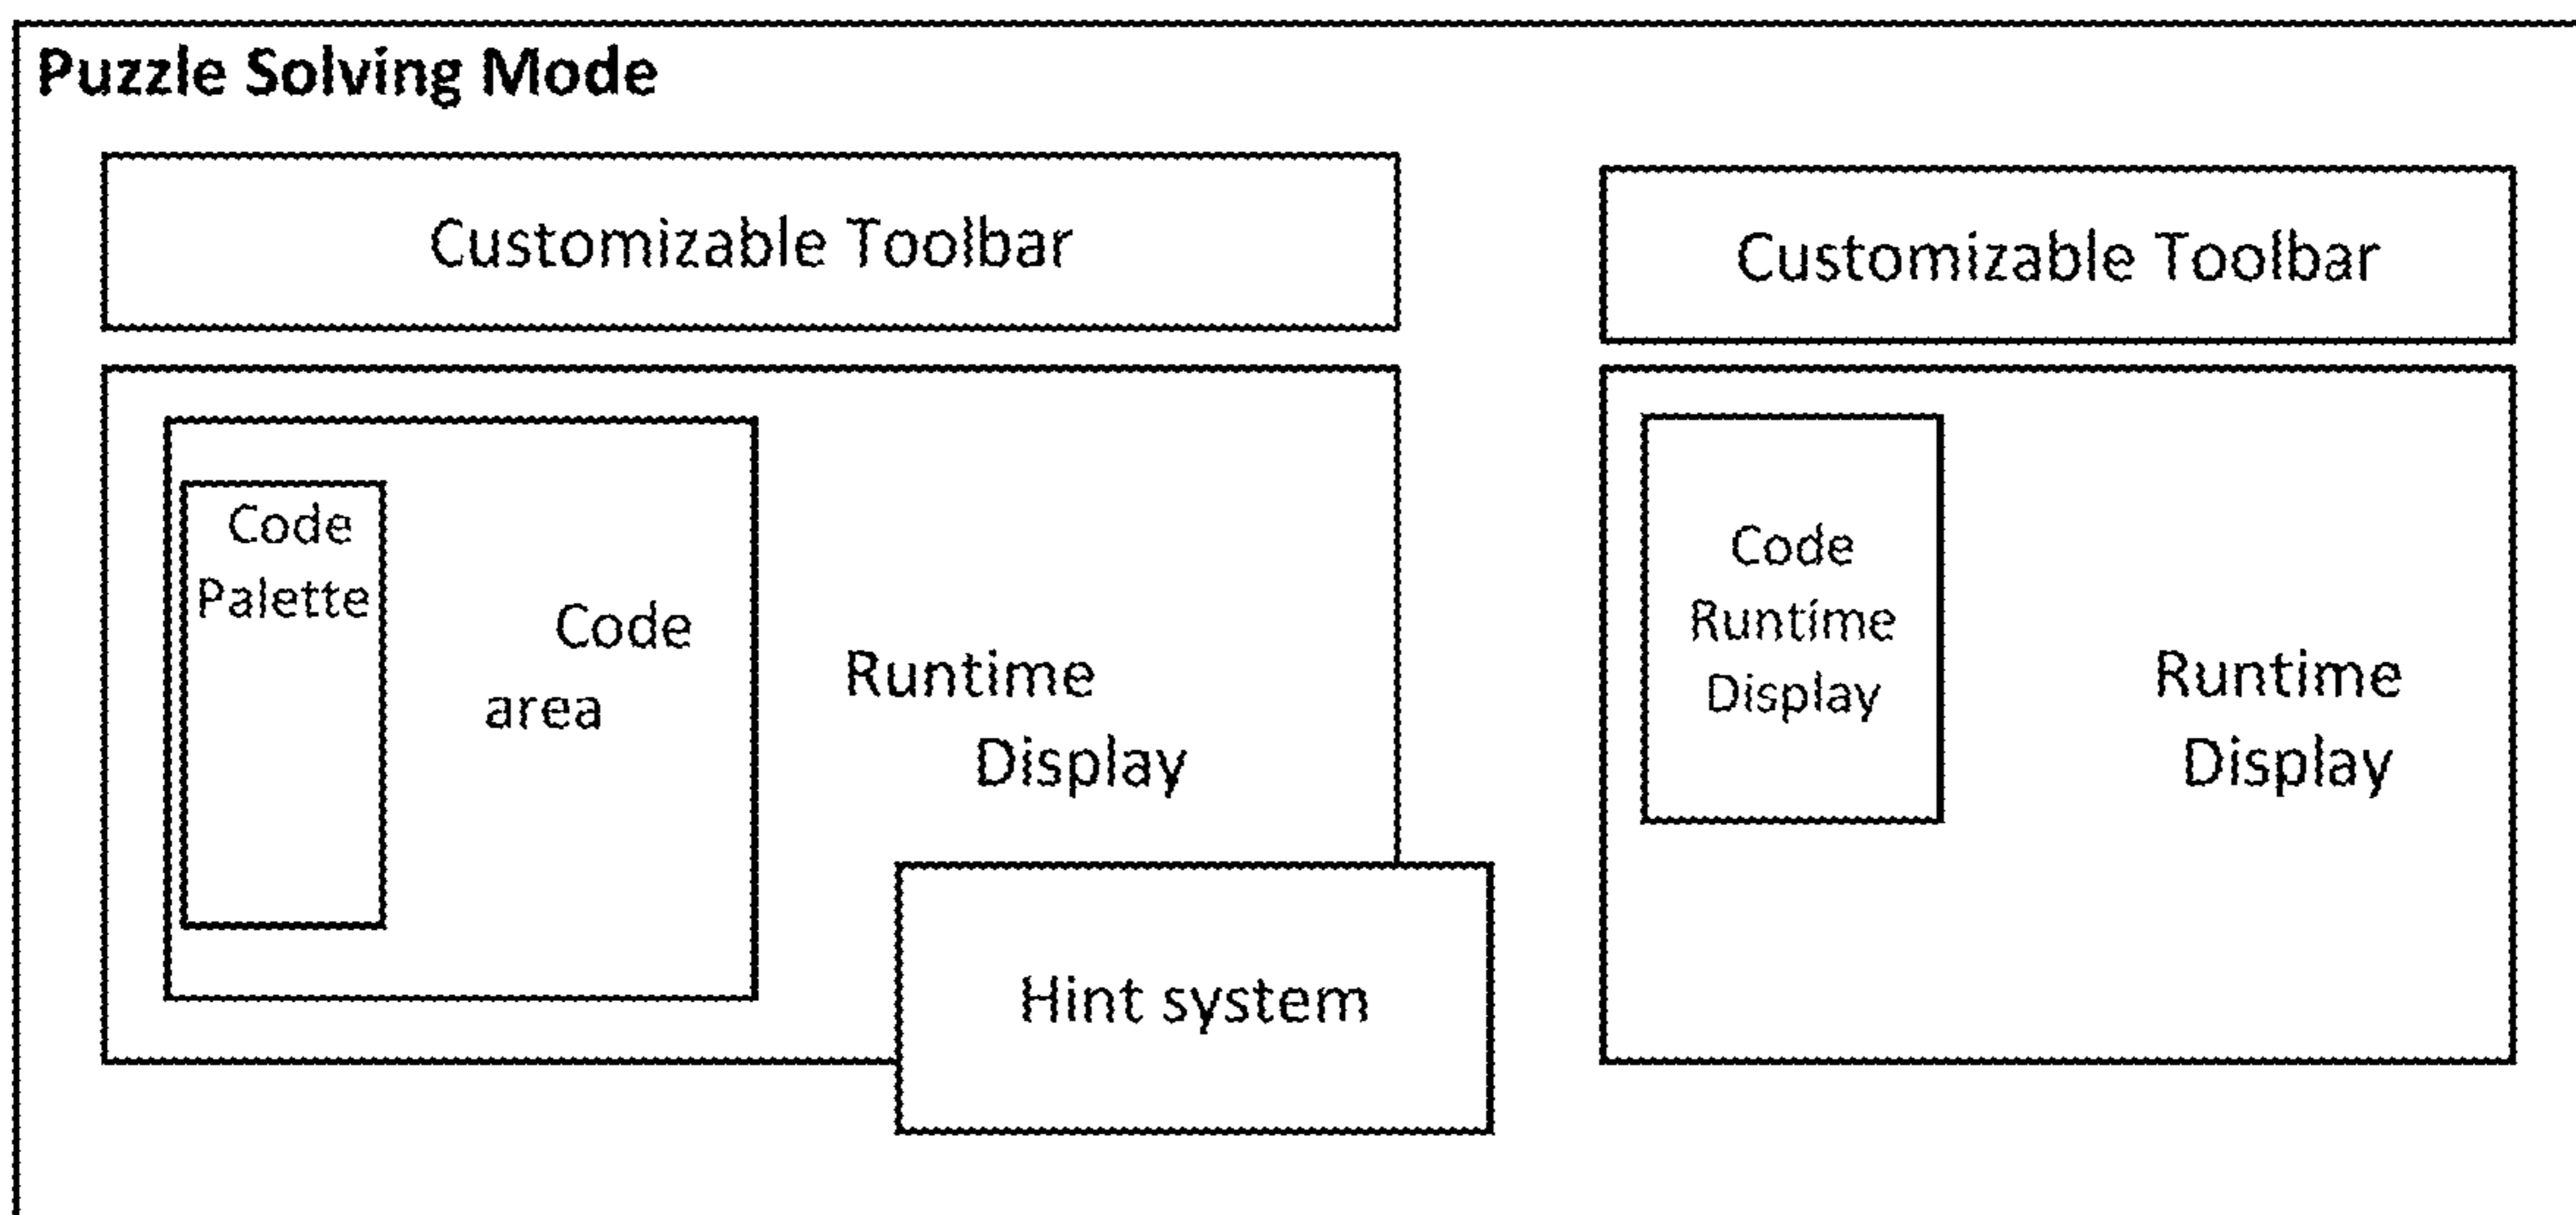 Puzzle Solving Mode
Customizable Toolbar
Code
Palette
Code
area
Runtime
Display
Hint system
Customizable Toolbar
Code
Runtime
Display
Runtime
Display